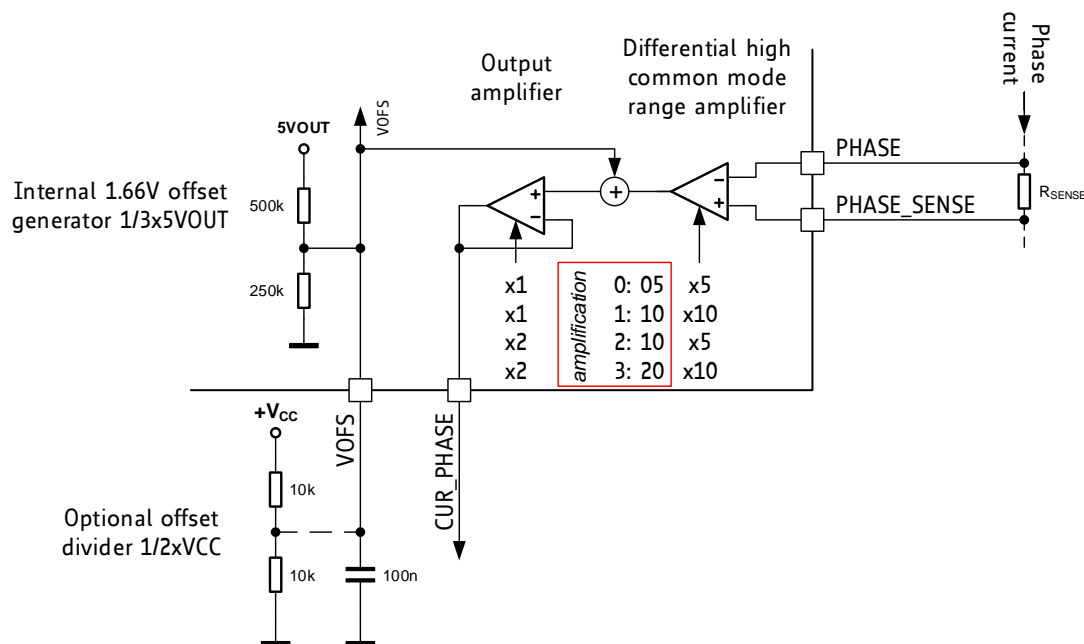 Output
amplifier
Differential high
common mode
range amplifier
Phase
current
5VOUT
VOFS
PHASE
PHASE_SENSE
RSENSE
Internal 1.66V offset
generator 1/3x5VOUT
500k
250k
+
-
+
-
+
x1
x1
x2
x2
amplification
0: 05
1: 10
2: 10
3: 20
x5
x10
x5
x10
+VCC
VOFS
CUR_PHASE
10k
Optional offset
divider 1/2xVCC
10k
100n